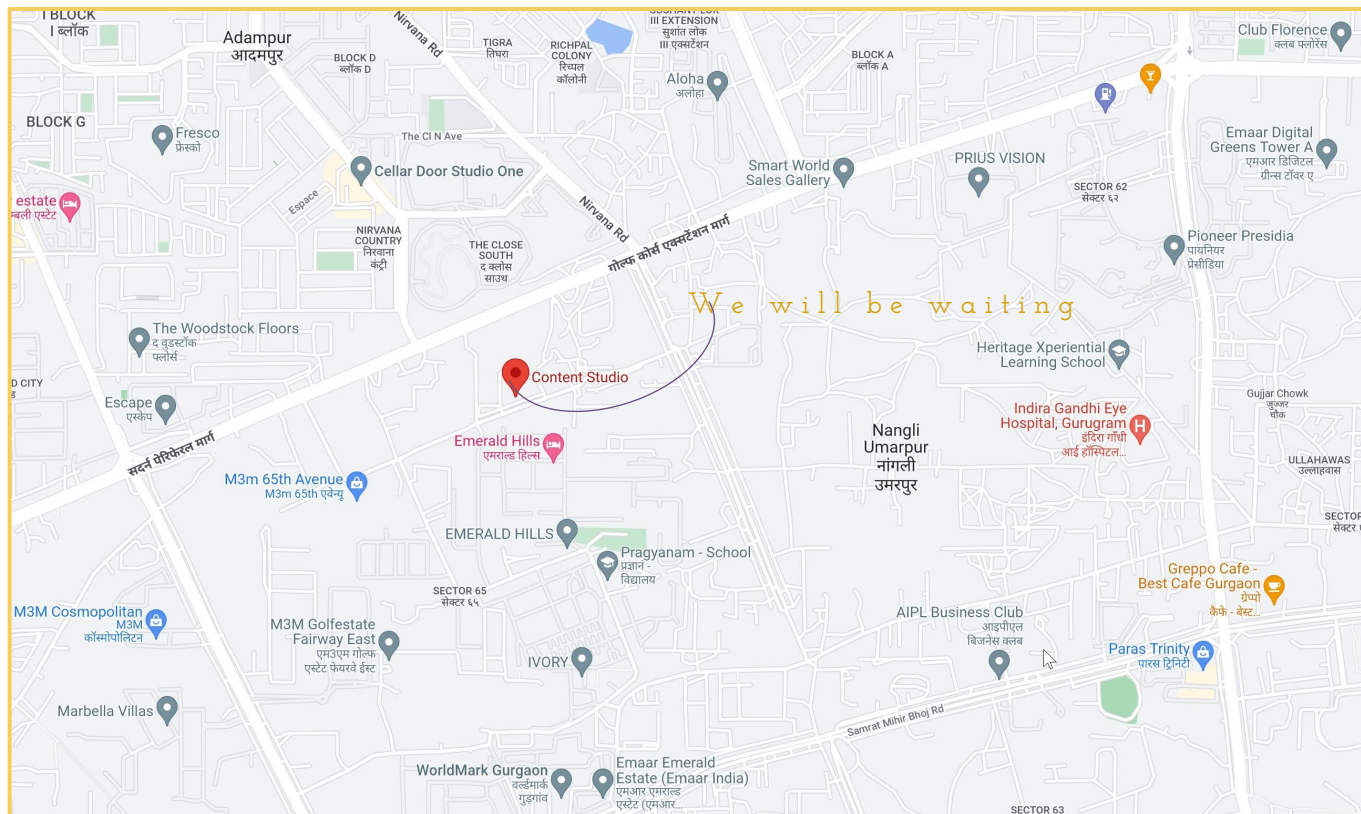 I BLOCK
I ब्लॉक
Adampur
आदमपुर
Nirvana Rd
BLOCK D
ब्लॉक D
TIGRA
तिघरा
RICHPAL
COLONY
रिच्पल
कॉलोनी
III EXTENSION
सुशांत लोक
III एक्सटेंशन
Aloha
अलोहा
BLOCK A
ब्लॉक A
Club Florence
क्लब फ्लोरेंस
BLOCK G
Fresco
फ्रेस्को
The Cl N Ave
Cellar Door Studio One
Smart World
Sales Gallery
PRIUS VISION
Emaar Digital
Greens Tower A
एमआर डिजिटल
ग्रीन्स टॉवर ए
SECTOR 62
सेक्टर ६२
estate
म्बली एस्टेट
Espace
Nirvana Rd
NIRVANA
COUNTRY
निरवाना
कंट्री
THE CLOSE
SOUTH
द क्लोस
साउथ
गोल्फ कोर्स एक्सटेंशन मार्ग
Pioneer Presidia
पायनियर
प्रेसीडिया
We will be waiting
The Woodstock Floors
द वुडस्टॉक
फ्लोर्स
Heritage Xperiential
Learning School
Content Studio
D CITY
Escape
एस्केप
Gujjar Chowk
जुज्जर
चौक
Indira Gandhi Eye
Hospital, Gurugram
इंदिरा गाँधी
आई हॉस्पिटल...
Nangli
Umarpur
नांगली
उमरपुर
Emerald Hills
एमराल्ड हिल्स
सदर्न पेरिफेरल मार्ग
ULLAHAWAS
उल्लाहवास
M3m 65th Avenue
M3m 65th एवेन्यू
SECTOR
सेक्टर
EMERALD HILLS
Pragyanam - School
प्रज्ञानं -
विद्यालय
Greppo Cafe -
Best Cafe Gurgaon
ग्रेप्पो
कैफे - बेस्ट...
SECTOR 65
सेक्टर ६५
M3M Cosmopolitan
M3M
कॉस्मोपोलिटन
M3M Golfestate
Fairway East
एम3एम गोल्फ
एस्टेट फेयरवे ईस्ट
AIPL Business Club
आइपीएल
बिजनेस क्लब
IVORY
Paras Trinity
पारस ट्रिनिटी
Marbella Villas
Samrat Mihir Bhoj Rd
WorldMark Gurgaon
वर्ल्डमार्क
गुड़गांव
Emaar Emerald
Estate (Emaar India)
एमआर एमराल्ड
एस्टेट (एमआर...
SECTOR 63